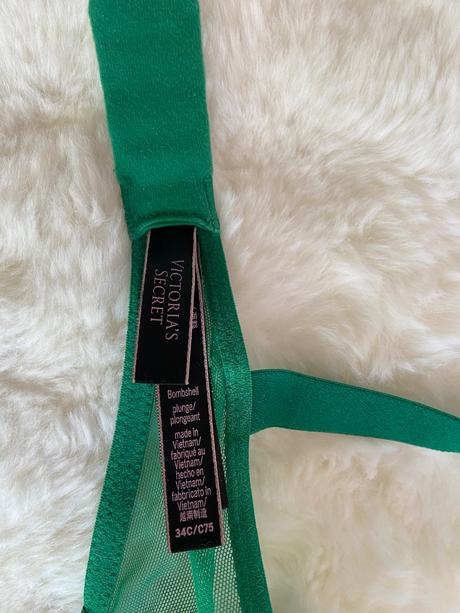 VICTORIA'S
SECRET
Bombshell
plunge/
plongeant
made in
Vietnam/
fabriqué au
Vietnam/
hecho en
Vietnam/
fabbricato in
Vietnam/
越南制造
34C/C75